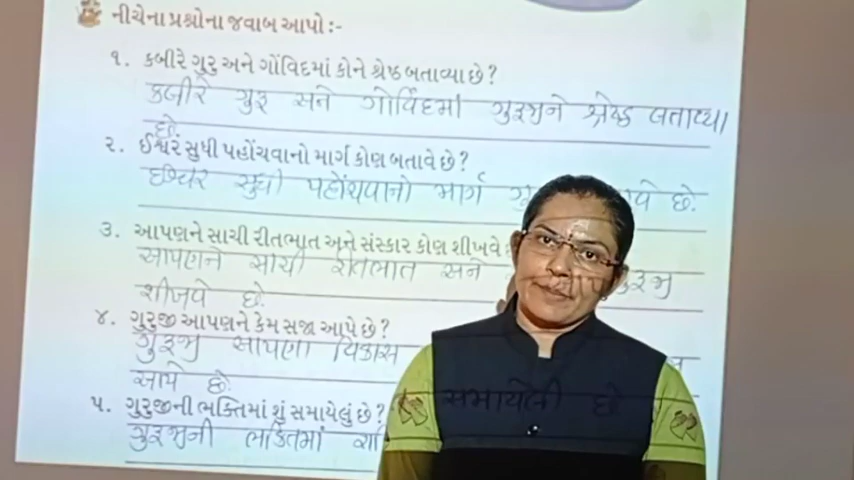 નીચેના પ્રશ્નોના જવાબ આપો :-
૧. કબીરે ગુરુ અને ગોંવિદમાં કોને શ્રેષ્ઠ બતાવ્યા છે?
કબીરે ગુરૂ અને ગોવિંદમાં ગુરૂજીને શ્રેષ્ઠ બતાવ્યા
છે.
૨. ઈશ્વર સુધી પહોંચવાનો માર્ગ કોણ બતાવે છે?
ઈશ્વર સુધી પહોંચવાનો માર્ગ છે.
૩. આપણને સાચી રીતભાત અને સંસ્કાર કોણ શીખવે
આપણને સાચી રીતભાત અને
શીખવે છે.
૪. ગુરુજી આપણને કેમ સજા આપે છે?
ગુરૂજી આપણા વિકાસ
આપે છે.
૫. ગુરુજીની ભક્તિમાં શું સમાયેલું છે?
ગુરૂજીની ભક્તિમાં
સમાયેલી છે